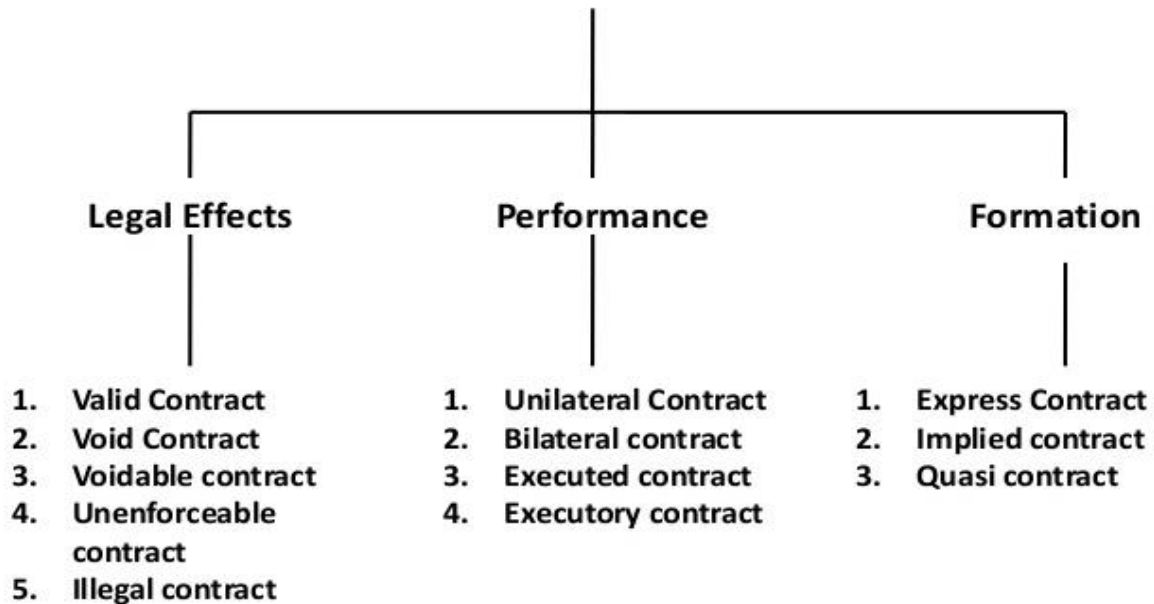 Legal Effects
Performance
Formation
1. Valid Contract
2. Void Contract
3. Voidable contract
4. Unenforceable
contract
5. Illegal contract
1. Unilateral Contract
2. Bilateral contract
3. Executed contract
4. Executory contract
1. Express Contract
2. Implied contract
3. Quasi contract